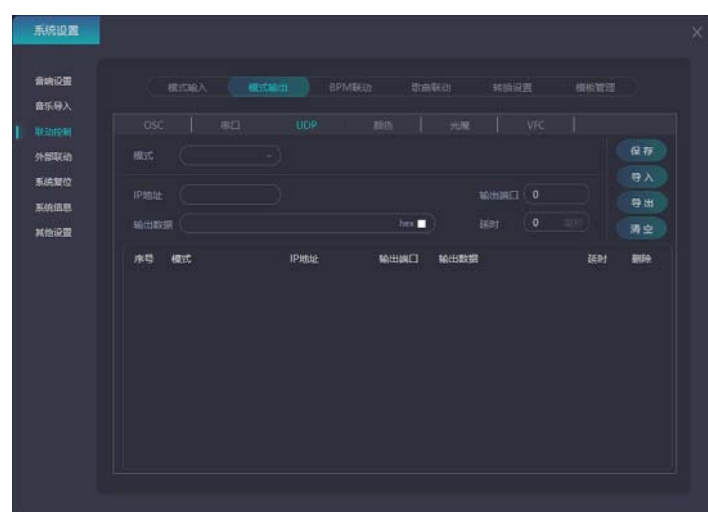 系统设置
X
音响设置
音乐导入
联动控制
外部联动
系统复位
系统信息
其他设置
模式输入 模式输出 BPM联动 歌曲联动 转换设置 模板管理
OSC 串口 UDP 颜色 光魔 VFC
模式
保存
导入
IP地址 输出端口 0
导出
输出数据 hex 延时 0 毫秒
清空
序号 模式 IP地址 输出端口 输出数据 延时 删除